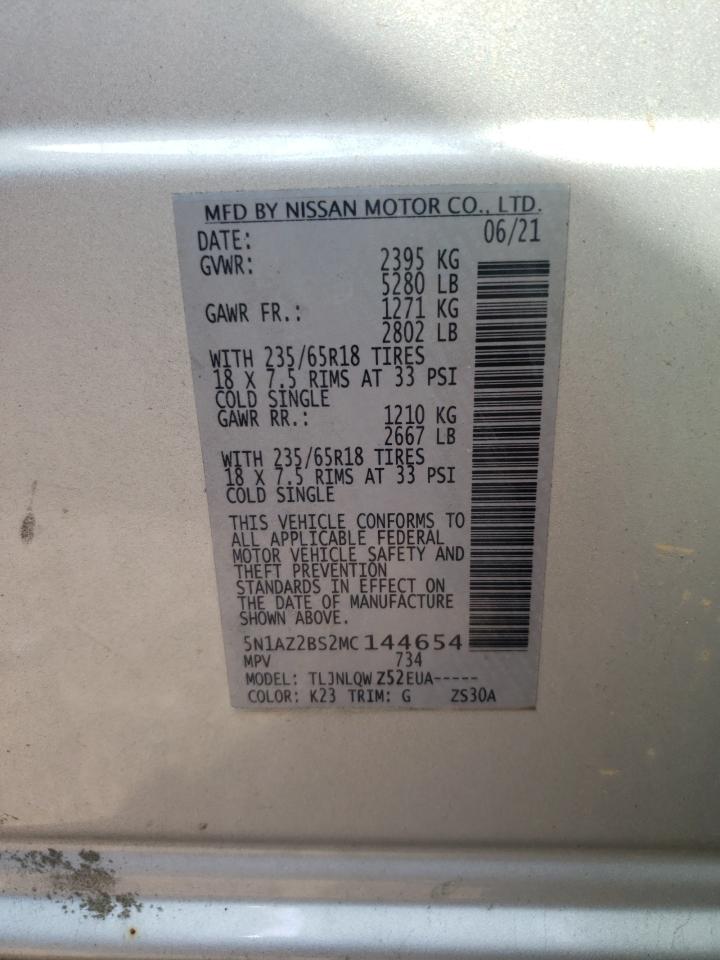 MFD BY NISSAN MOTOR CO., LTD.
DATE: 06/21
GVWR: 2395 KG
5280 LB
GAWR FR.: 1271 KG
2802 LB
WITH 235/65R18 TIRES
18 X 7.5 RIMS AT 33 PSI
COLD SINGLE
GAWR RR.: 1210 KG
2667 LB
WITH 235/65R18 TIRES
18 X 7.5 RIMS AT 33 PSI
COLD SINGLE
THIS VEHICLE CONFORMS TO
ALL APPLICABLE FEDERAL
MOTOR VEHICLE SAFETY AND
THEFT PREVENTION
STANDARDS IN EFFECT ON
THE DATE OF MANUFACTURE
SHOWN ABOVE.
5N1AZ2BS2MC144654
MPV 734
MODEL: TLJNLQW Z52EUA-----
COLOR: K23 TRIM: G ZS30A